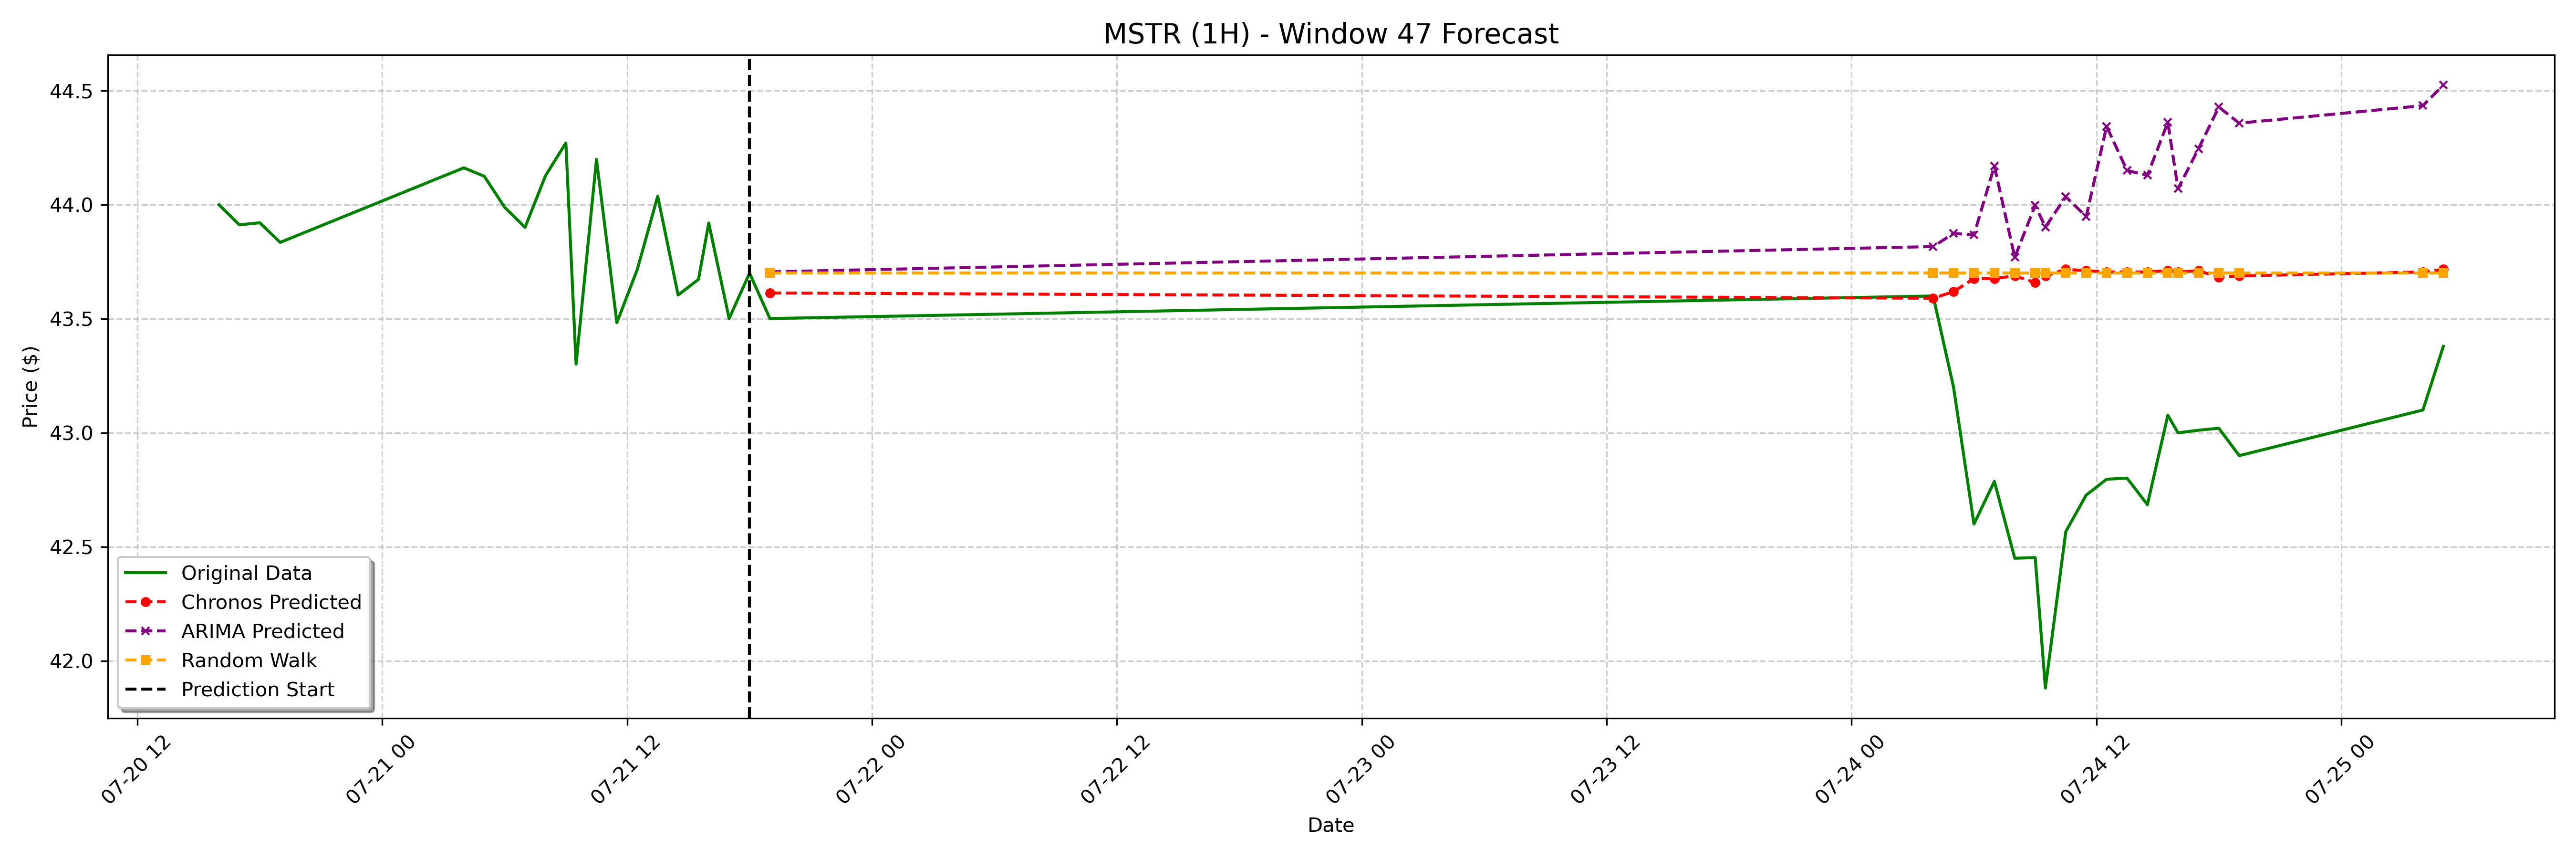 MSTR (1H) - Window 47 Forecast
Price ($)
44.5
44.0
43.5
43.0
42.5
42.0
Original Data
Chronos Predicted
ARIMA Predicted
Random Walk
Prediction Start
07-20 12
07-21 00
07-21 12
07-22 00
07-22 12
07-23 00
07-23 12
07-24 00
07-24 12
07-25 00
Date